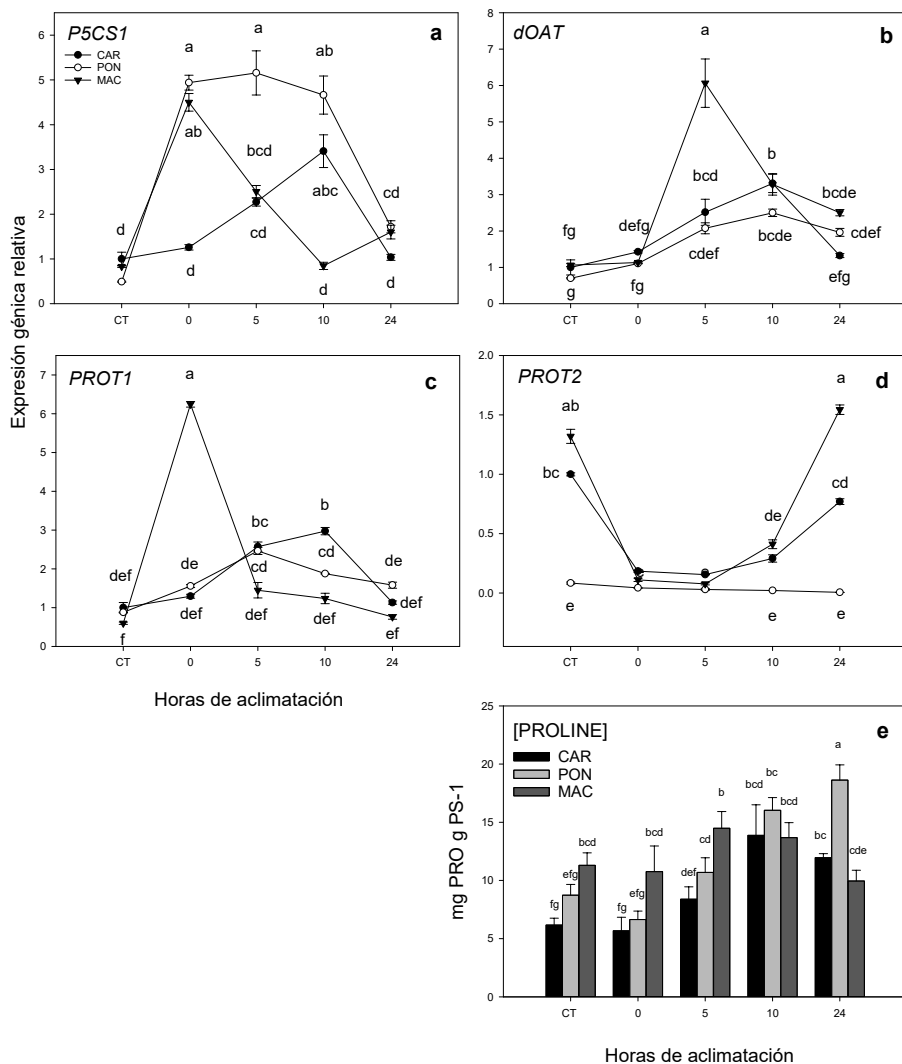 Expresión génica relativa
P5CS1
a
CAR
PON
MAC
6
5
4
3
2
1
0
a
a
ab
ab
bcd
abc
cd
cd
d
d
d
d
CT
0
5
10
24
dOAT
b
8
7
6
5
4
3
2
1
0
a
b
bcd
bcde
defg
fg
cdef
bcde
cdef
g
fg
efg
CT
0
5
10
24
PROT1
c
7
6
5
4
3
2
1
0
a
b
bc
de
cd
cd
de
def
def
def
def
def
f
ef
CT
0
5
10
24
Horas de aclimatación
PROT2
d
2.0
1.5
1.0
0.5
0.0
a
ab
bc
cd
de
e
e
e
CT
0
5
10
24
[PROLINE]
e
CAR
PON
MAC
mg PRO g PS-1
25
20
15
10
5
0
fg
efg
bcd
fg
efg
bcd
def
cd
b
bcd
bc
bcd
bc
a
cde
CT
0
5
10
24
Horas de aclimatación